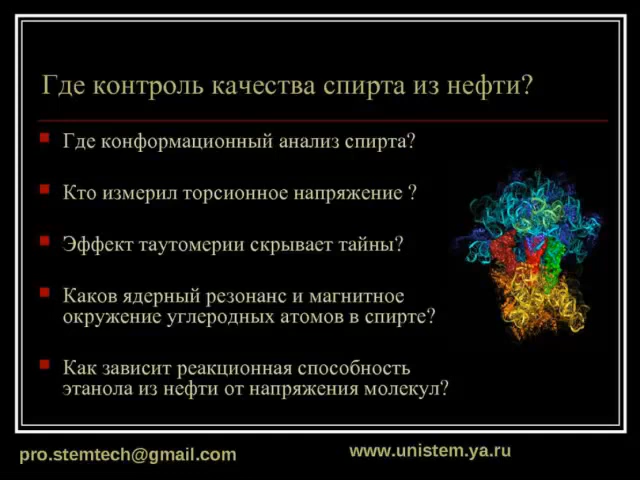 Где контроль качества спирта из нефти?
Где конформационный анализ спирта?
Кто измерил торсионное напряжение ?
Эффект таутомерии скрывает тайны?
Каков ядерный резонанс и магнитное
окружение углеродных атомов в спирте?
Как зависит реакционная способность
этанола из нефти от напряжения молекул?
pro.stemtech@gmail.com
www.unistem.ya.ru